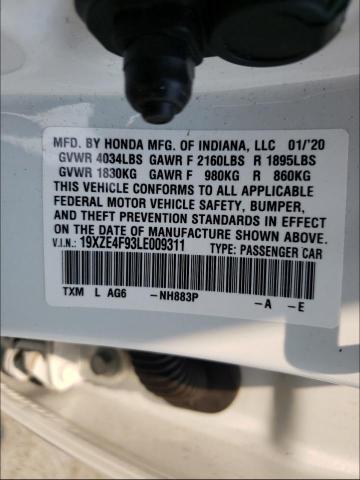 MFD. BY HONDA MFG. OF INDIANA, LLC 01/'20
GVWR 4034LBS GAWR F 2160LBS R 1895LBS
GVWR 1830KG GAWR F 980KG R 860KG
THIS VEHICLE CONFORMS TO ALL APPLICABLE
FEDERAL MOTOR VEHICLE SAFETY, BUMPER,
AND THEFT PREVENTION STANDARDS IN EFFECT
ON THE DATE OF MANUFACTURE SHOWN ABOVE.
V.I.N.: 19XZE4F93LE009311 TYPE: PASSENGER CAR
TXM L AG6 -NH883P -A -E